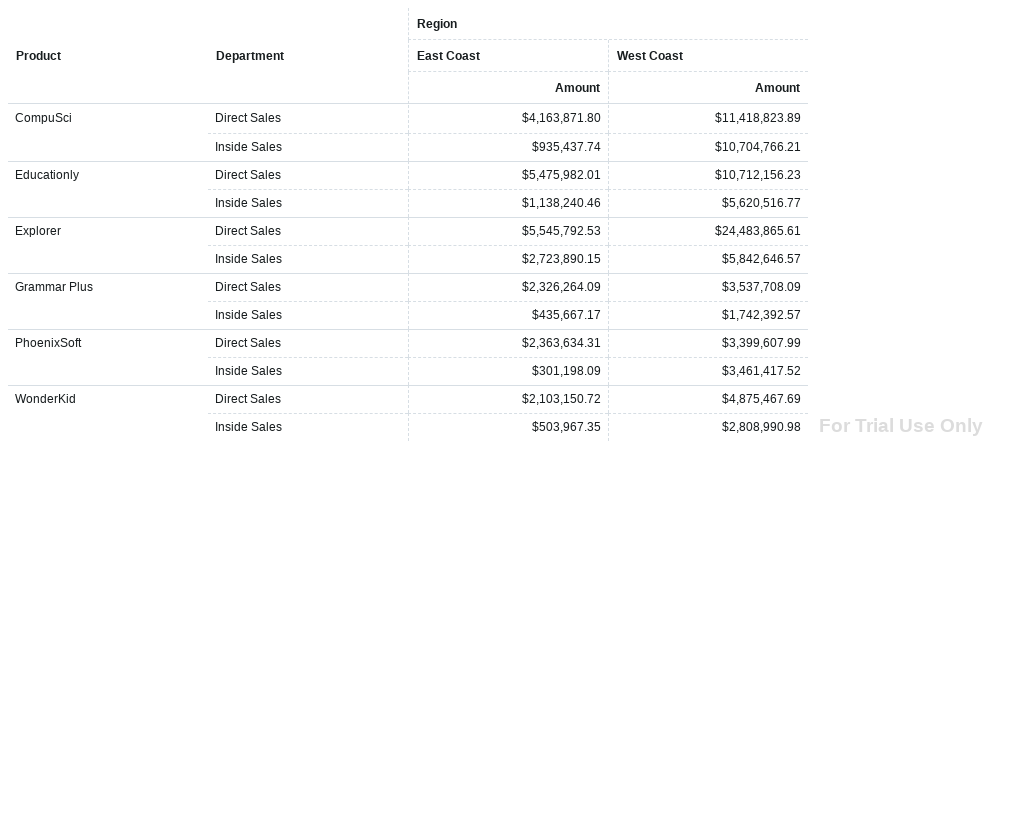 Region
Product Department East Coast West Coast
Amount Amount
CompuSci Direct Sales $4,163,871.80 $11,418,823.89
Inside Sales $935,437.74 $10,704,766.21
Educationly Direct Sales $5,475,982.01 $10,712,156.23
Inside Sales $1,138,240.46 $5,620,516.77
Explorer Direct Sales $5,545,792.53 $24,483,865.61
Inside Sales $2,723,890.15 $5,842,646.57
Grammar Plus Direct Sales $2,326,264.09 $3,537,708.09
Inside Sales $435,667.17 $1,742,392.57
PhoenixSoft Direct Sales $2,363,634.31 $3,399,607.99
Inside Sales $301,198.09 $3,461,417.52
WonderKid Direct Sales $2,103,150.72 $4,875,467.69
Inside Sales $503,967.35 $2,808,990.98
For Trial Use Only